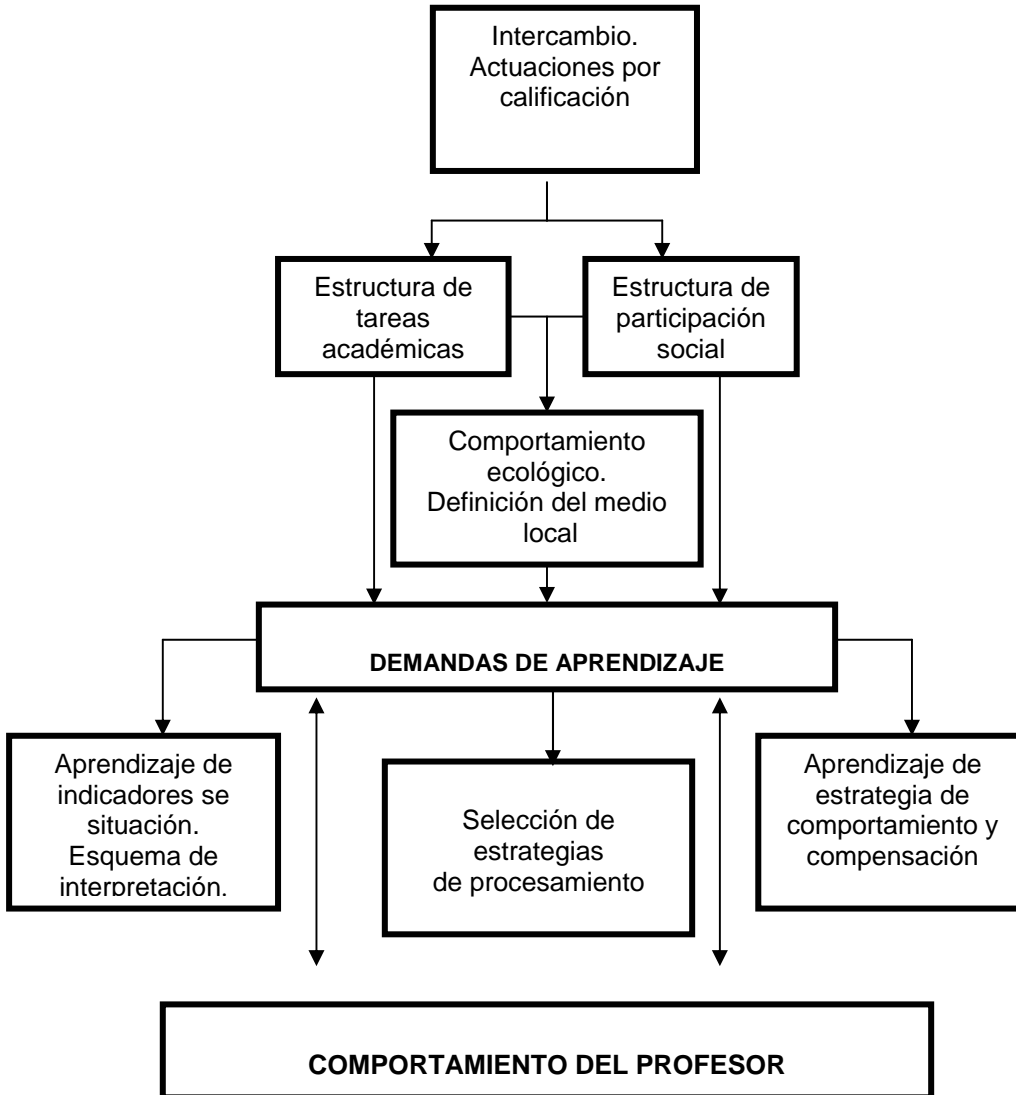 Intercambio.
Actuaciones por
calificación
Estructura de
tareas
académicas
Estructura de
participación
social
Comportamiento
ecológico.
Definición del medio
local
DEMANDAS DE APRENDIZAJE
Aprendizaje de
indicadores se
situación.
Esquema de
interpretación.
Selección de
estrategias
de procesamiento
Aprendizaje de
estrategia de
comportamiento y
compensación
COMPORTAMIENTO DEL PROFESOR